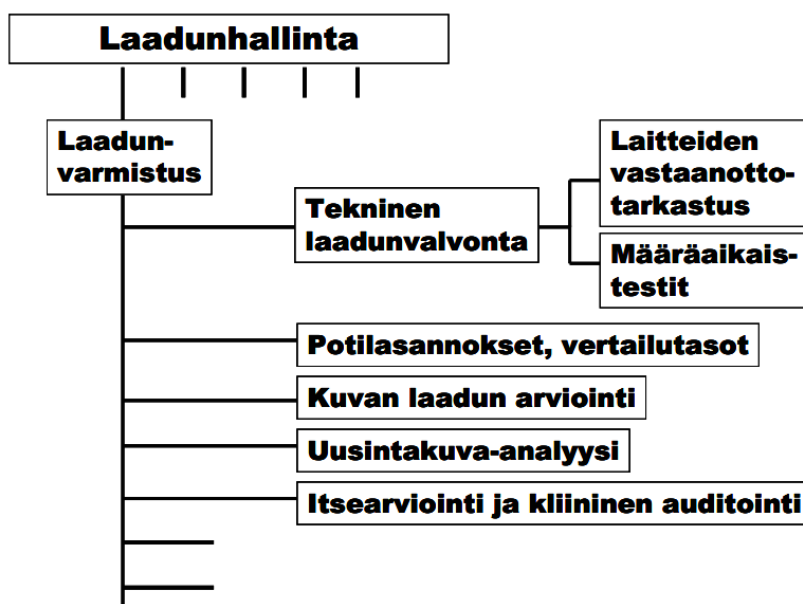 Laadunhallinta
Laadun-
varmistus
Laitteiden
vastaanotto-
tarkastus
Tekninen
laadunvalvonta
Määräaikais-
testit
Potilasannokset, vertailutasot
Kuvan laadun arviointi
Uusintakuva-analyysi
Itsearviointi ja kliininen auditointi